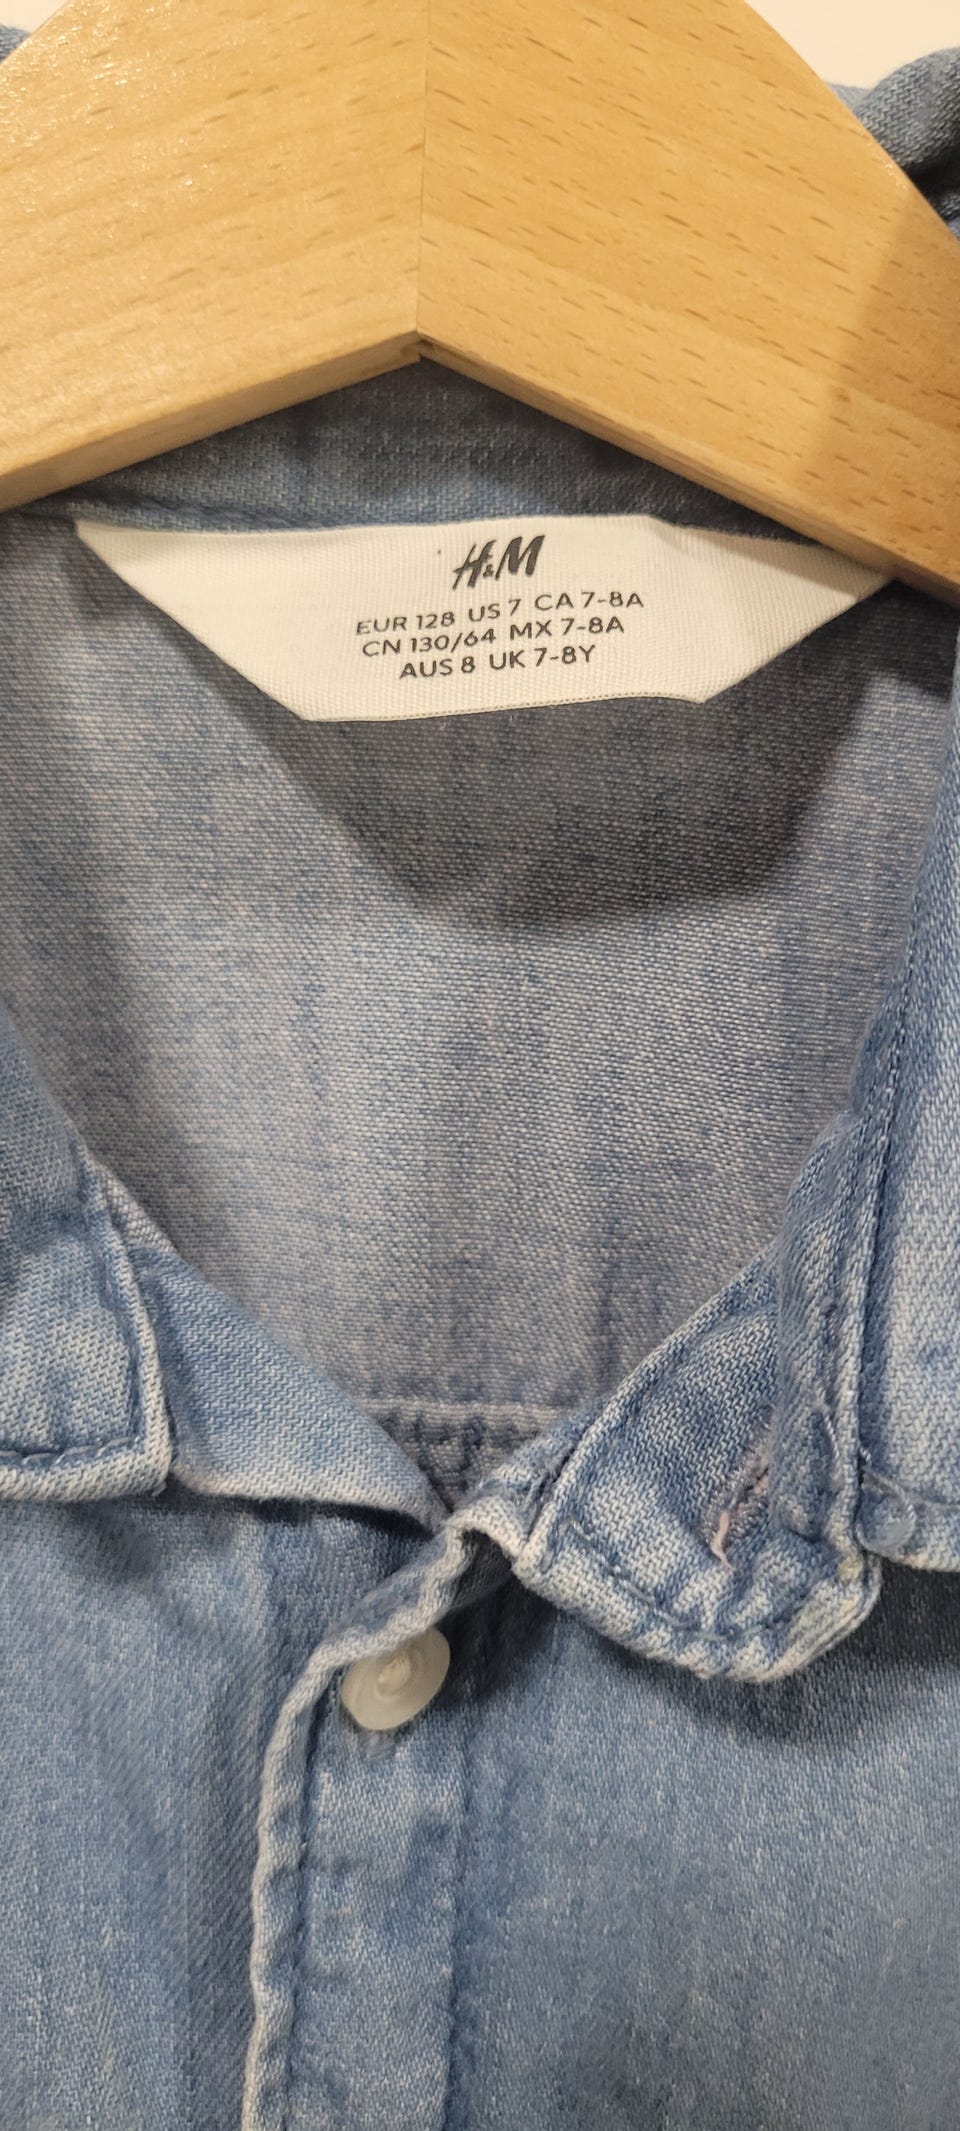 H&M
EUR 128 US 7 CA 7-8A
CN 130/64 MX 7-8A
AUS 8 UK 7-8Y